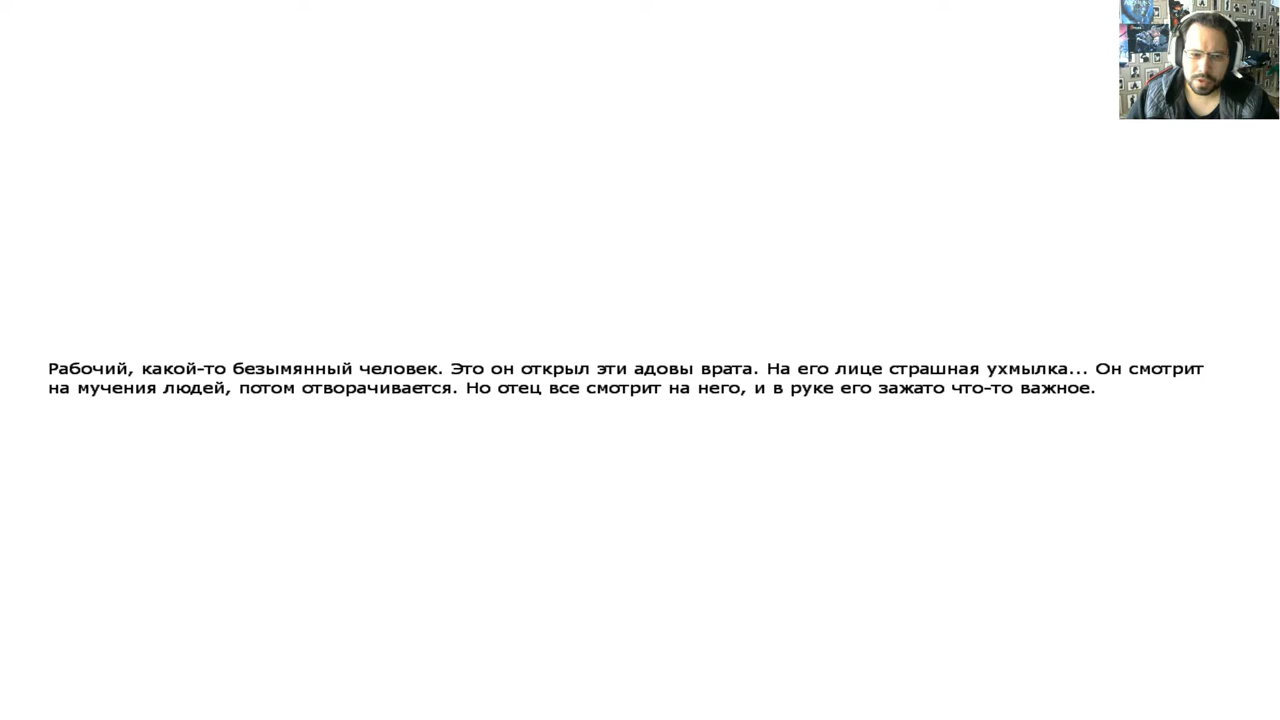 Рабочий, какой-то безымянный человек. Это он открыл эти адовы врата. На его лице страшная ухмылка... Он смотрит
на мучения людей, потом отворачивается. Но отец все смотрит на него, и в руке его зажато что-то важное.